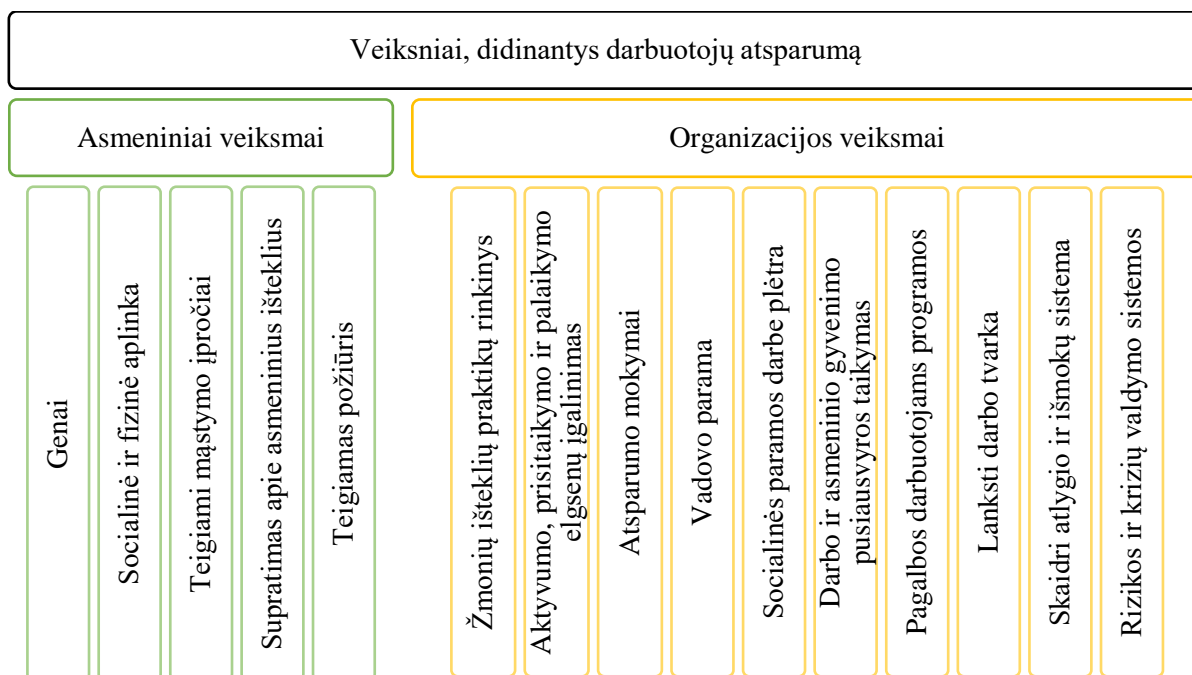 Veiksniai, didinantys darbuotojų atsparumą
Asmeniniai veiksmai
Organizacijos veiksmai
Genai
Socialinė ir fizinė aplinka
Teigiami mąstymo įpročiai
Supratimas apie asmeninius išteklius
Teigiamas požiūris
Žmonių išteklių praktikų rinkinys
Aktyvumo, prisitaikymo ir palaikymo
elgsenų įgalinimas
Atsparumo mokymai
Vadovo parama
Socialinės paramos darbe plėtra
Darbo ir asmeninio gyvenimo
pusiausvyros taikymas
Pagalbos darbuotojams programos
Lanksti darbo tvarka
Skaidri atlygio ir išmokų sistema
Rizikos ir krizių valdymo sistemos